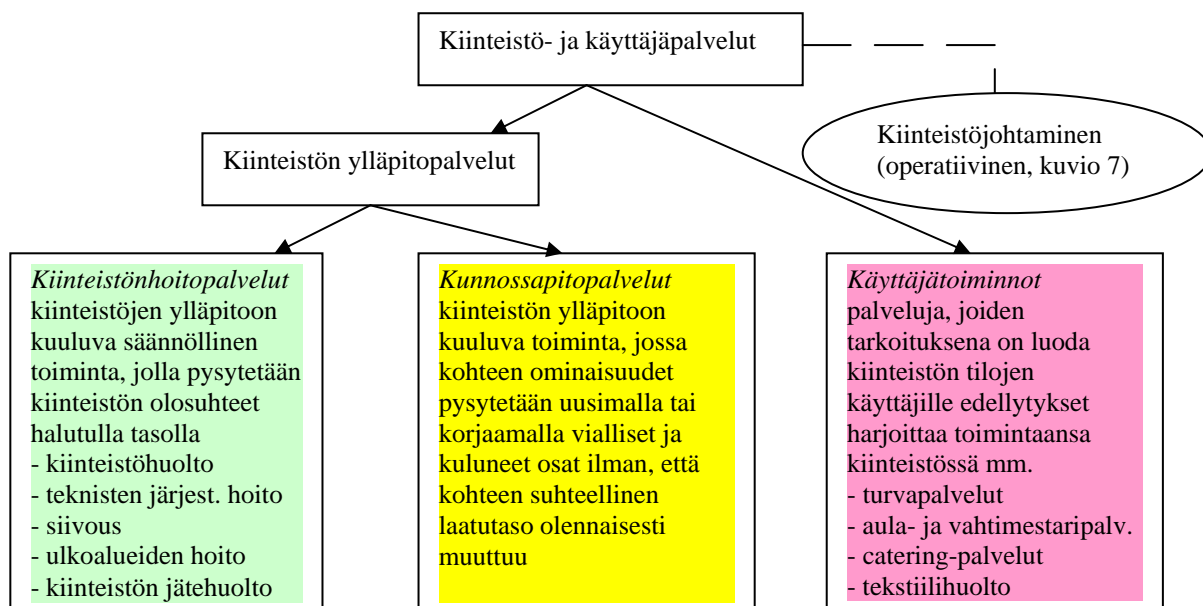 Kiinteistö- ja käyttäjäpalvelut
Kiinteistöjohtaminen
(operatiivinen, kuvio 7)
Kiinteistön ylläpitopalvelut
Kiinteistönhoitopalvelut
kiinteistöjen ylläpitoon
kuuluva säännöllinen
toiminta, jolla pysytetään
kiinteistön olosuhteet
halutulla tasolla
- kiinteistöhuolto
- teknisten järjest. hoito
- siivous
- ulkoalueiden hoito
- kiinteistön jätehuolto
Kunnossapitopalvelut
kiinteistön ylläpitoon
kuuluva toiminta, jossa
kohteen ominaisuudet
pysytetään uusimalla tai
korjaamalla vialliset ja
kuluneet osat ilman, että
kohteen suhteellinen
laatutaso olennaisesti
muuttuu
Käyttäjätoiminnot
palveluja, joiden
tarkoituksena on luoda
kiinteistön tilojen
käyttäjille edellytykset
harjoittaa toimintaansa
kiinteistössä mm.
- turvapalvelut
- aula- ja vahtimestaripalv.
- catering-palvelut
- tekstiilihuolto